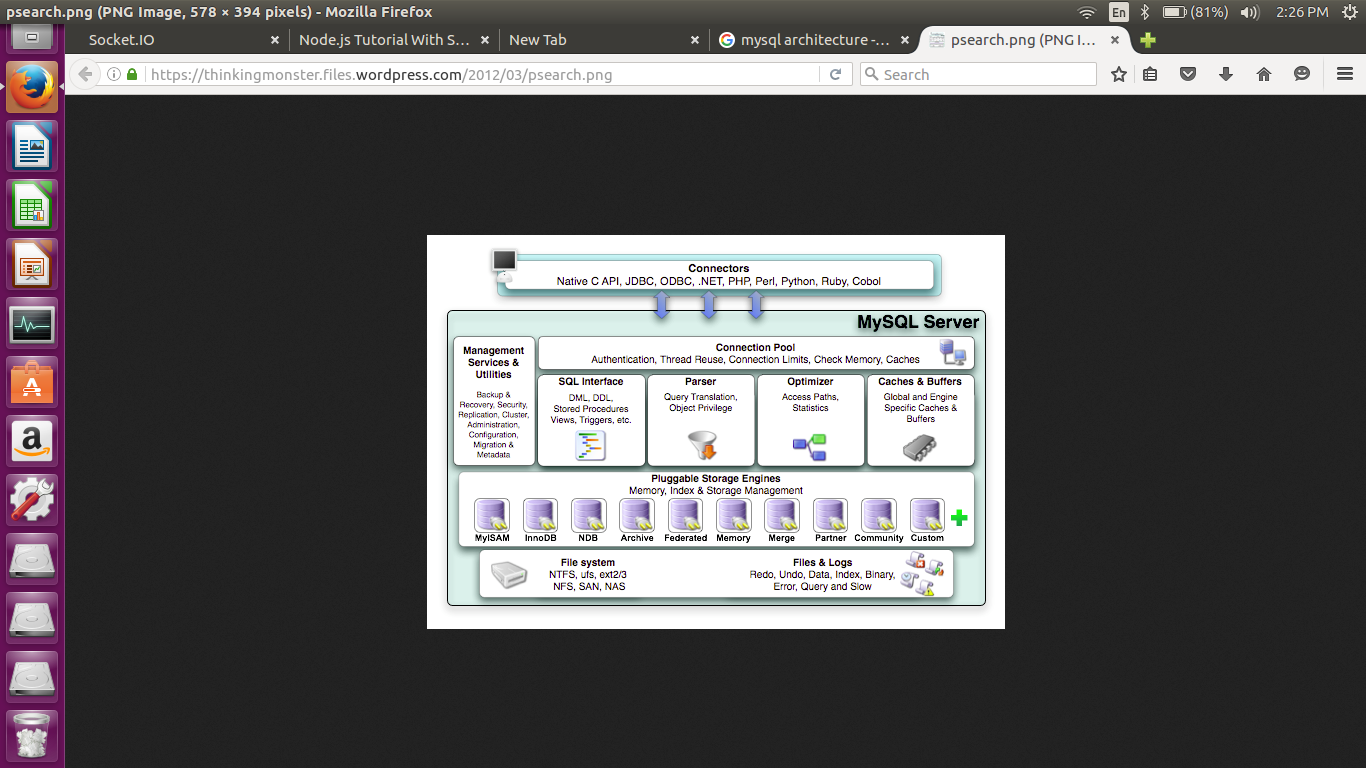 psearch.png (PNG Image, 578 × 394 pixels) - Mozilla Firefox
En
(81%)
2:26 PM
Socket.IO
Node.js Tutorial With S...
New Tab
mysql architecture -...
psearch.png (PNG I...
https://thinkingmonster.files.wordpress.com/2012/03/psearch.png
Search
Connectors
Native C API, JDBC, ODBC, .NET, PHP, Perl, Python, Ruby, Cobol
MySQL Server
Management
Services &
Utilities
Backup &
Recovery, Security,
Replication, Cluster,
Administration,
Configuration,
Migration &
Metadata
Connection Pool
Authentication, Thread Reuse, Connection Limits, Check Memory, Caches
SQL Interface
DML, DDL,
Stored Procedures
Views, Triggers, etc.
Parser
Query Translation,
Object Privilege
Optimizer
Access Paths,
Statistics
Caches & Buffers
Global and Engine
Specific Caches &
Buffers
Pluggable Storage Engines
Memory, Index & Storage Management
MyISAM
InnoDB
NDB
Archive
Federated
Memory
Merge
Partner
Community
Custom
File system
NTFS, ufs, ext2/3
NFS, SAN, NAS
Files & Logs
Redo, Undo, Data, Index, Binary,
Error, Query and Slow